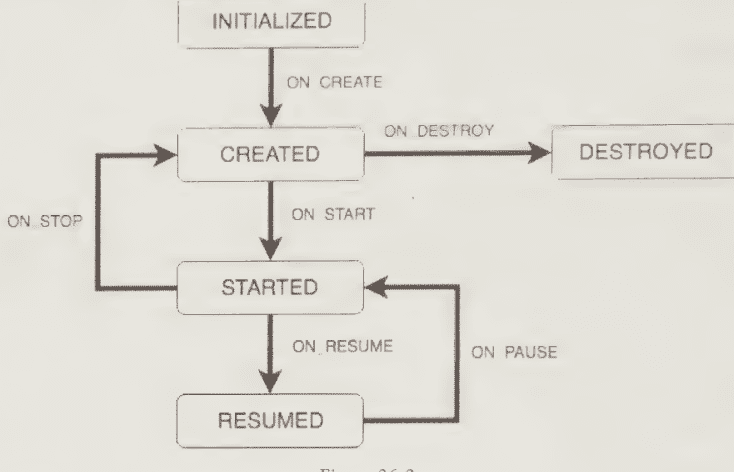 INITIALIZED
ON CREATE
ON DESTROY
CREATED
DESTROYED
ON START
ON STOP
STARTED
ON RESUME
ON PAUSE
RESUMED